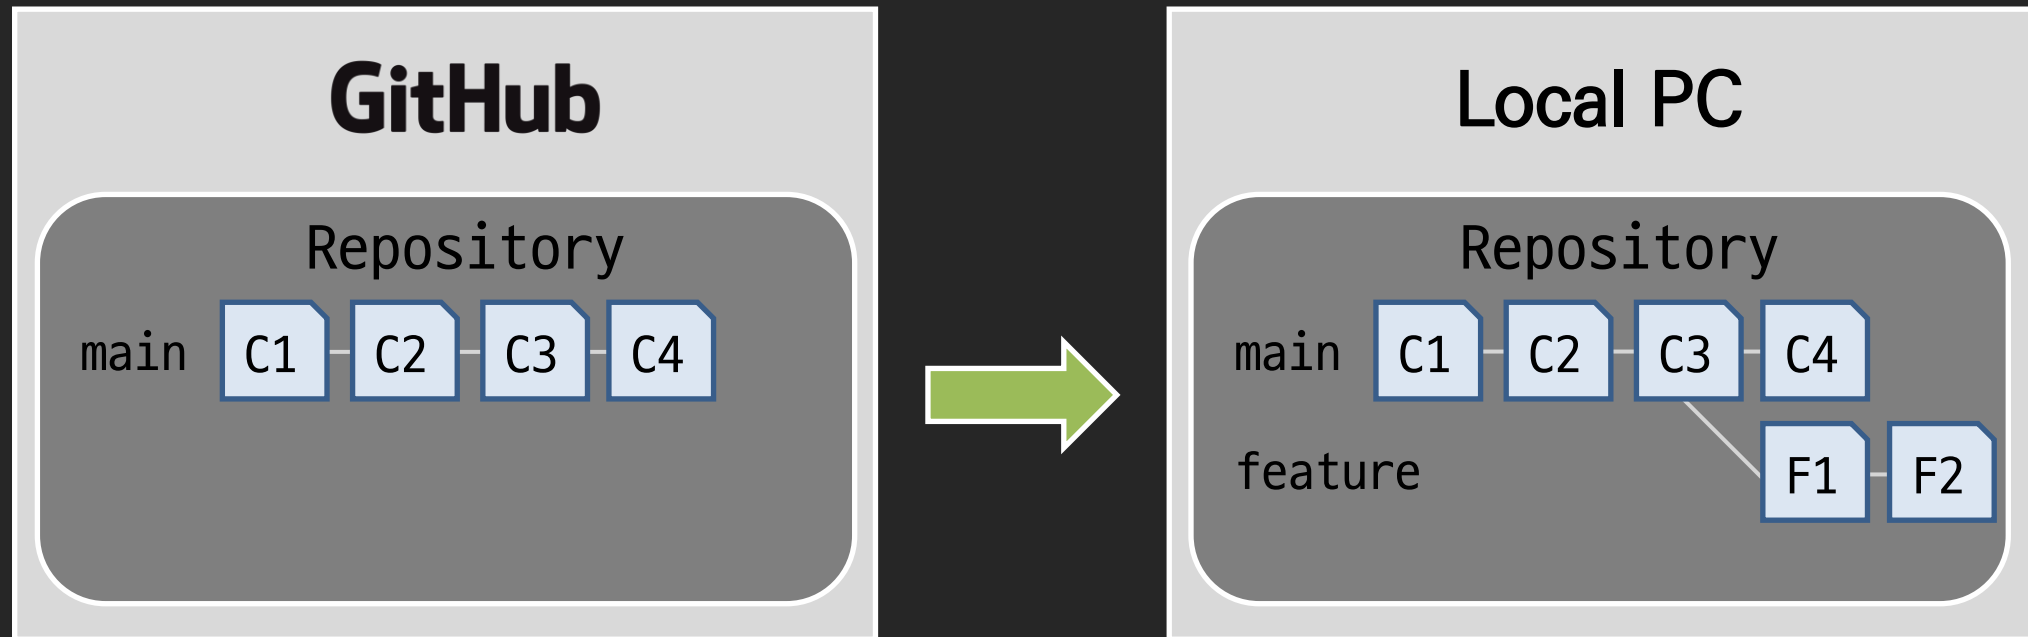 GitHub
Repository
main C1 C2 C3 C4
Local PC
Repository
main C1 C2 C3 C4
feature F1 F2